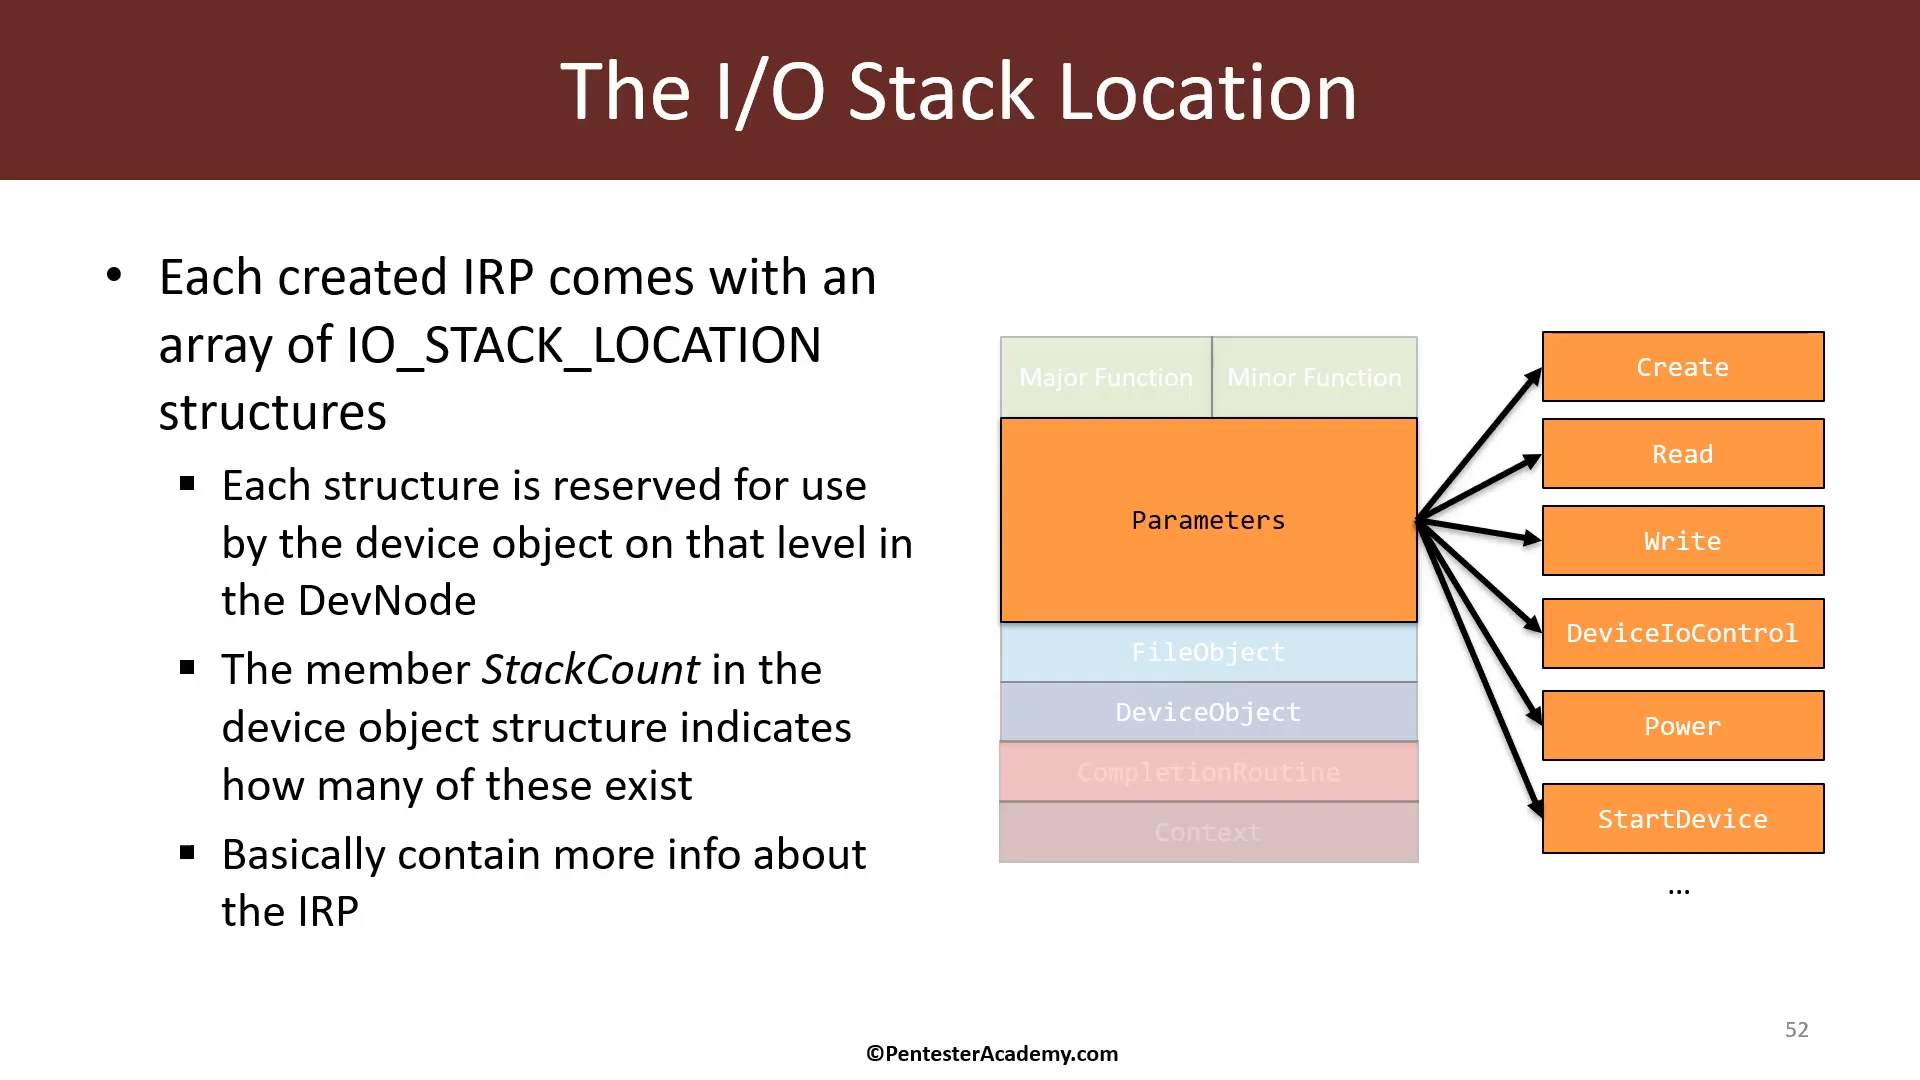 The I/O Stack Location
• Each created IRP comes with an
array of IO_STACK_LOCATION
structures
▪ Each structure is reserved for use
by the device object on that level in
the DevNode
▪ The member StackCount in the
device object structure indicates
how many of these exist
▪ Basically contain more info about
the IRP
Major Function
Minor Function
Parameters
FileObject
DeviceObject
CompletionRoutine
Context
Create
Read
Write
DeviceIoControl
Power
StartDevice
...
52
©PentesterAcademy.com